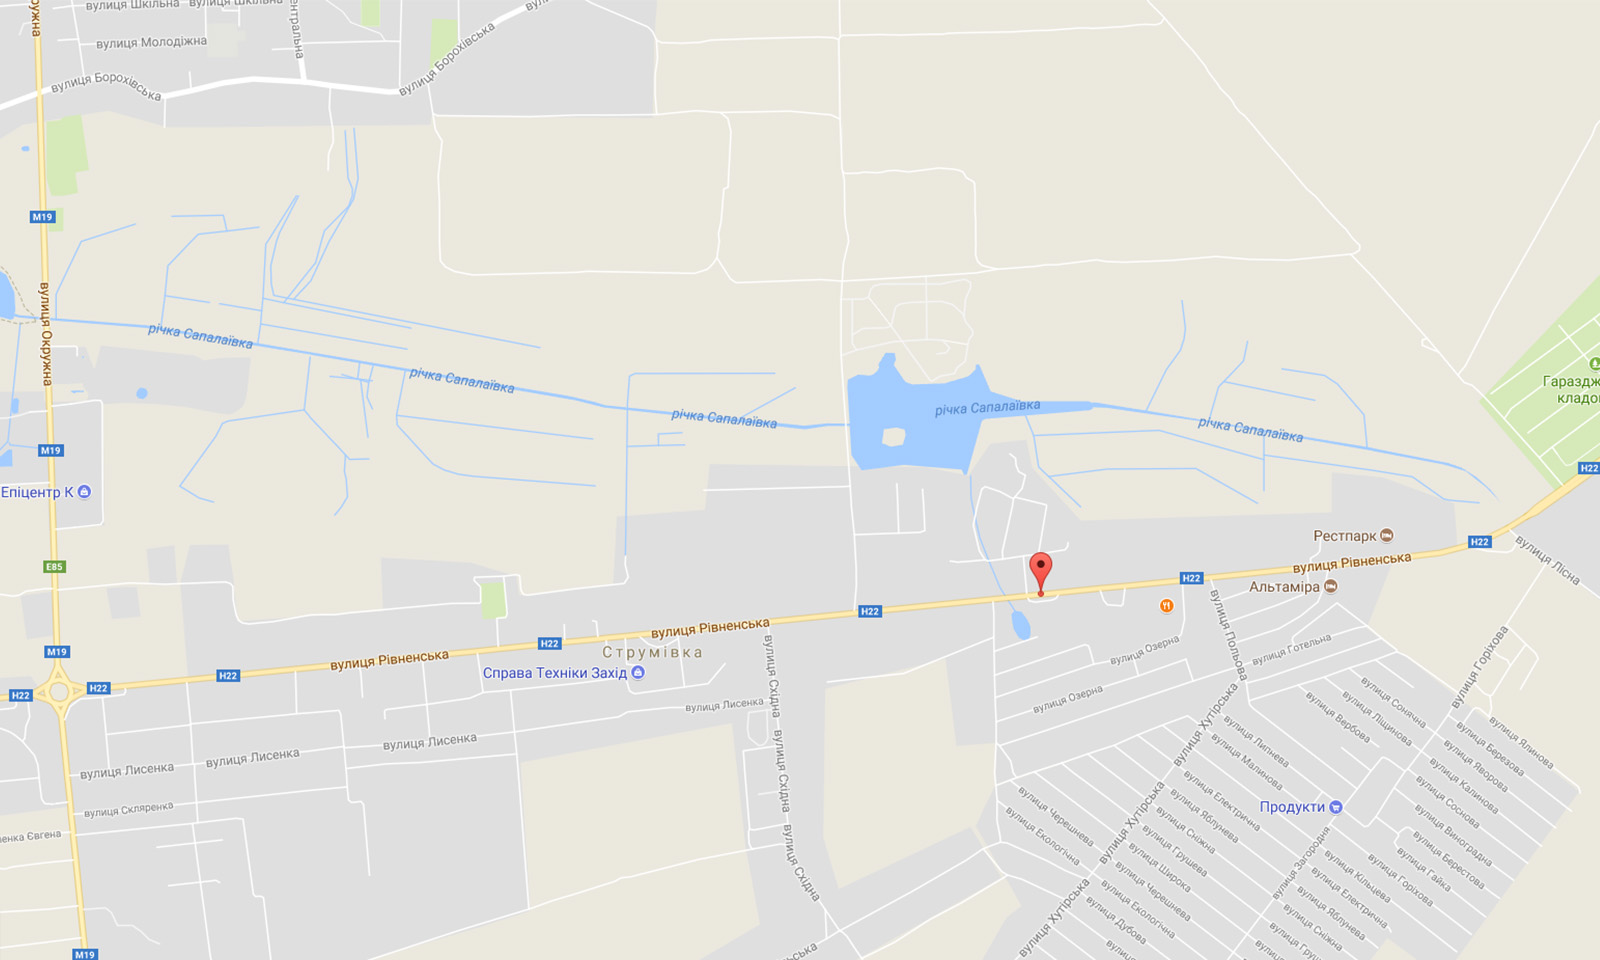 вулиця Шкільна
вулиця Шкільна
вулиця Молодіжна
вулиця Борохівська
вулиця Борохівська
M19
вулиця Окружна
річка Сапалаївка
річка Сапалаївка
річка Сапалаївка
річка Сапалаївка
річка Сапалаївка
M19
Епіцентр К
E85
H22
H22
Рестпарк
вулиця Рівненська
Альтаміра
вулиця Лісна
H22
H22
вулиця Рівненська
H22
Струмівка
Справа Техніки Захід
вулиця Рівненська
H22
H22
H22
M19
вулиця Озерна
вулиця Озерна
вулиця Польова
вулиця Готельна
вулиця Горіхова
вулиця Східна
вулиця Східна
вулиця Східна
вулиця Лисенка
вулиця Лисенка
вулиця Лисенка
вулиця Лисенка
вулиця Скляренка
енка Євгена
вулиця Хутірська
вулиця Хутірська
вулиця Хутірська
вулиця Липнева
вулиця Малинова
вулиця Електрична
вулиця Яблунева
вулиця Сніжна
вулиця Грушева
вулиця Широка
вулиця Черешнева
вулиця Екологічна
вулиця Дубова
вулиця Черешнева
вулиця Екологічна
вулиця Сонячна
вулиця Ліщинова
вулиця Вербова
вулиця Ялинова
вулиця Березова
вулиця Яворова
вулиця Калинова
вулиця Соснова
вулиця Виноградна
вулиця Берестова
вулиця Гайка
вулиця Горіхова
вулиця Кільцева
вулиця Електрична
вулиця Яблунева
вулиця Сніжна
вулиця Загородня
Продукти
Гаразд
кладо
M19